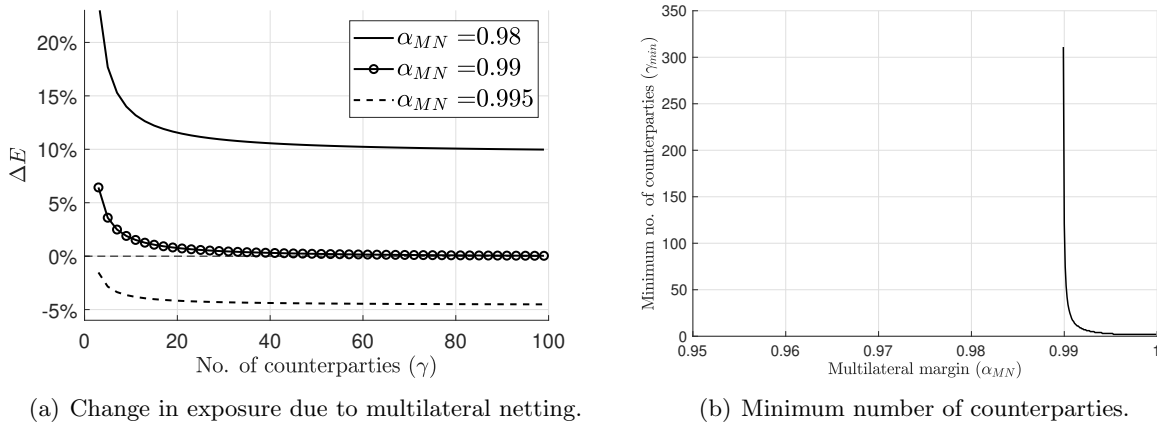 20%
15%
10%
5%
0%
-5%
ΔE
α_MN =0.98
α_MN =0.99
α_MN =0.995
0 20 40 60 80 100
No. of counterparties (γ)
(a) Change in exposure due to multilateral netting.
350
300
250
200
150
100
50
0
Minimum no. of counterparties (γ_min)
0.95 0.96 0.97 0.98 0.99 1
Multilateral margin (α_MN)
(b) Minimum number of counterparties.